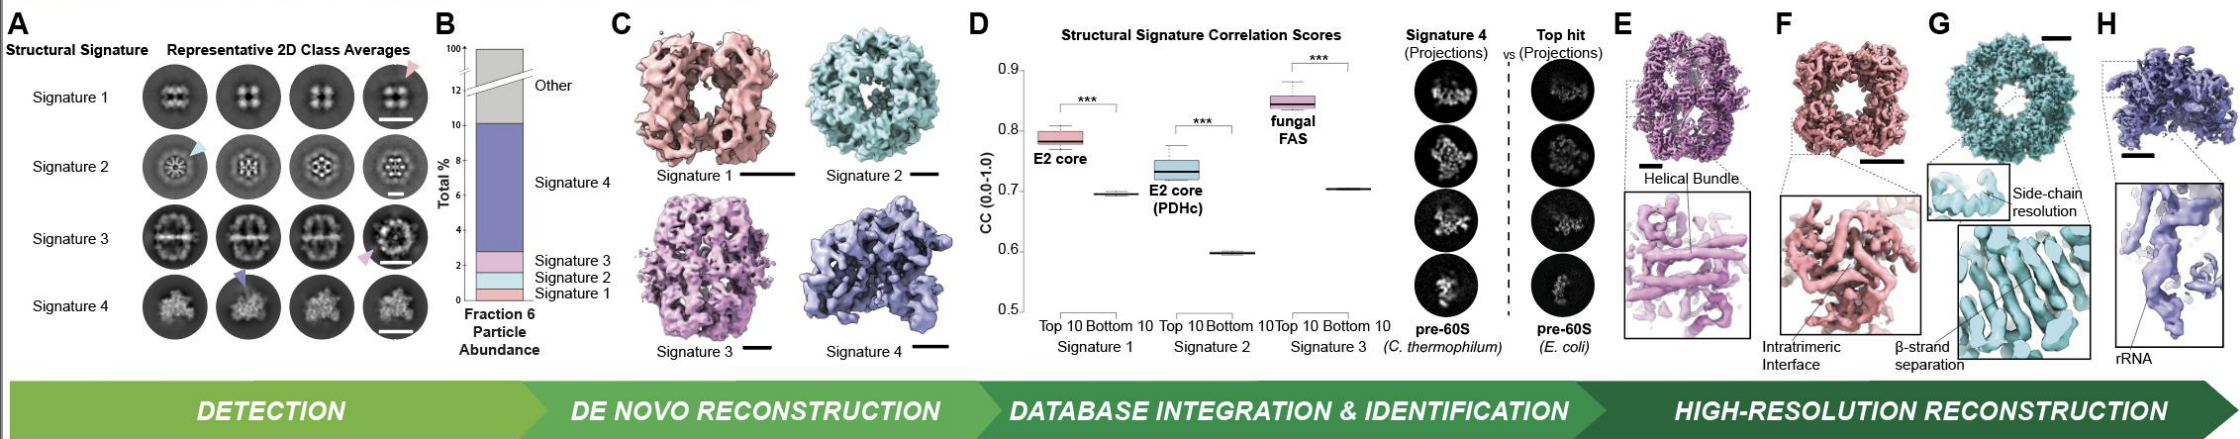 A
Structural Signature
Representative 2D Class Averages
Signature 1
Signature 2
Signature 3
Signature 4
B
Total %
100
12
10
8
6
4
2
0
Other
Signature 4
Signature 3
Signature 2
Signature 1
Fraction 6
Particle
Abundance
C
Signature 1
Signature 2
Signature 3
Signature 4
D
Structural Signature Correlation Scores
CC (0.0-1.0)
0.9
0.8
0.7
0.6
0.5
***
E2 core
***
E2 core
(PDHc)
***
fungal
FAS
Top 10 Bottom 10
Signature 1
Top 10 Bottom 10
Signature 2
Top 10 Bottom 10
Signature 3
Signature 4
(Projections)
vs
Top hit
(Projections)
pre-60S
(C. thermophilum)
pre-60S
(E. coli)
E
Helical Bundle
F
Intratrimeric
Interface
G
Side-chain
resolution
β-strand
separation
H
rRNA
DETECTION
DE NOVO RECONSTRUCTION
DATABASE INTEGRATION & IDENTIFICATION
HIGH-RESOLUTION RECONSTRUCTION